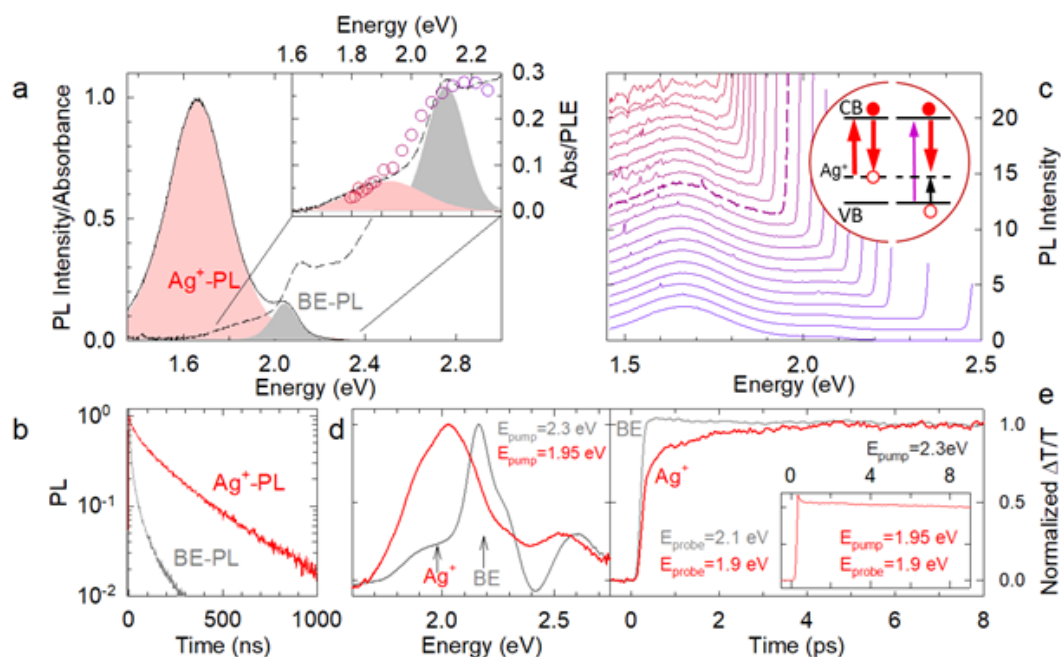 Energy (eV)
1.6 1.8 2.0 2.2
a
1.0
0.5
0.0
PL Intensity/Absorbance
Ag⁺-PL
BE-PL
0.3
0.2
0.1
0.0
Abs/PLE
1.6 2.0 2.4 2.8
Energy (eV)
c
CB
Ag⁺
VB
20
15
10
5
0
PL Intensity
1.5 2.0 2.5
Energy (eV)
b
10⁰
10⁻¹
10⁻²
PL
Ag⁺-PL
BE-PL
0 500 1000
Time (ns)
d
Epump=2.3 eV
Epump=1.95 eV
Ag⁺
BE
2.0 2.5
Energy (eV)
e
BE
Ag⁺
Epump=2.3eV
0 4 8
Eprobe=2.1 eV
Eprobe=1.9 eV
Epump=1.95 eV
Eprobe=1.9 eV
1.0
0.5
0.0
Normalized ΔT/T
0 2 4 6 8
Time (ps)